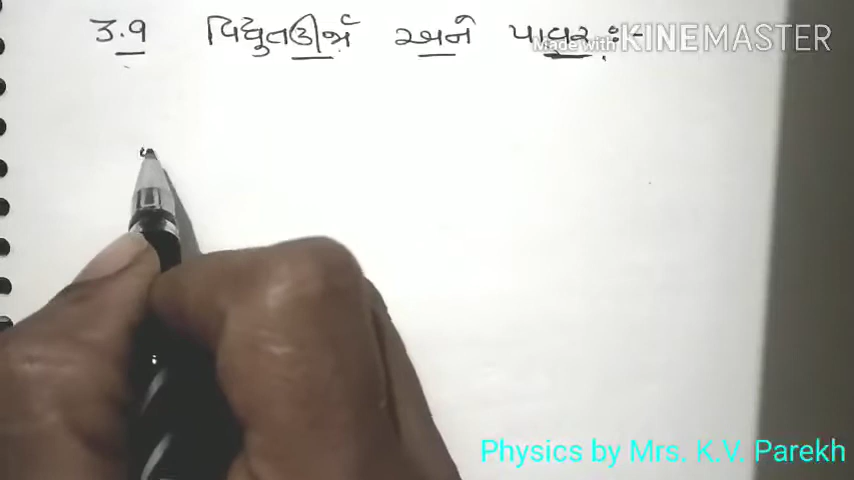 ૩.૧ વિદ્યુતઊર્જા અને પાવર :-
Made with KINEMASTER
Physics by Mrs. K.V. Parekh